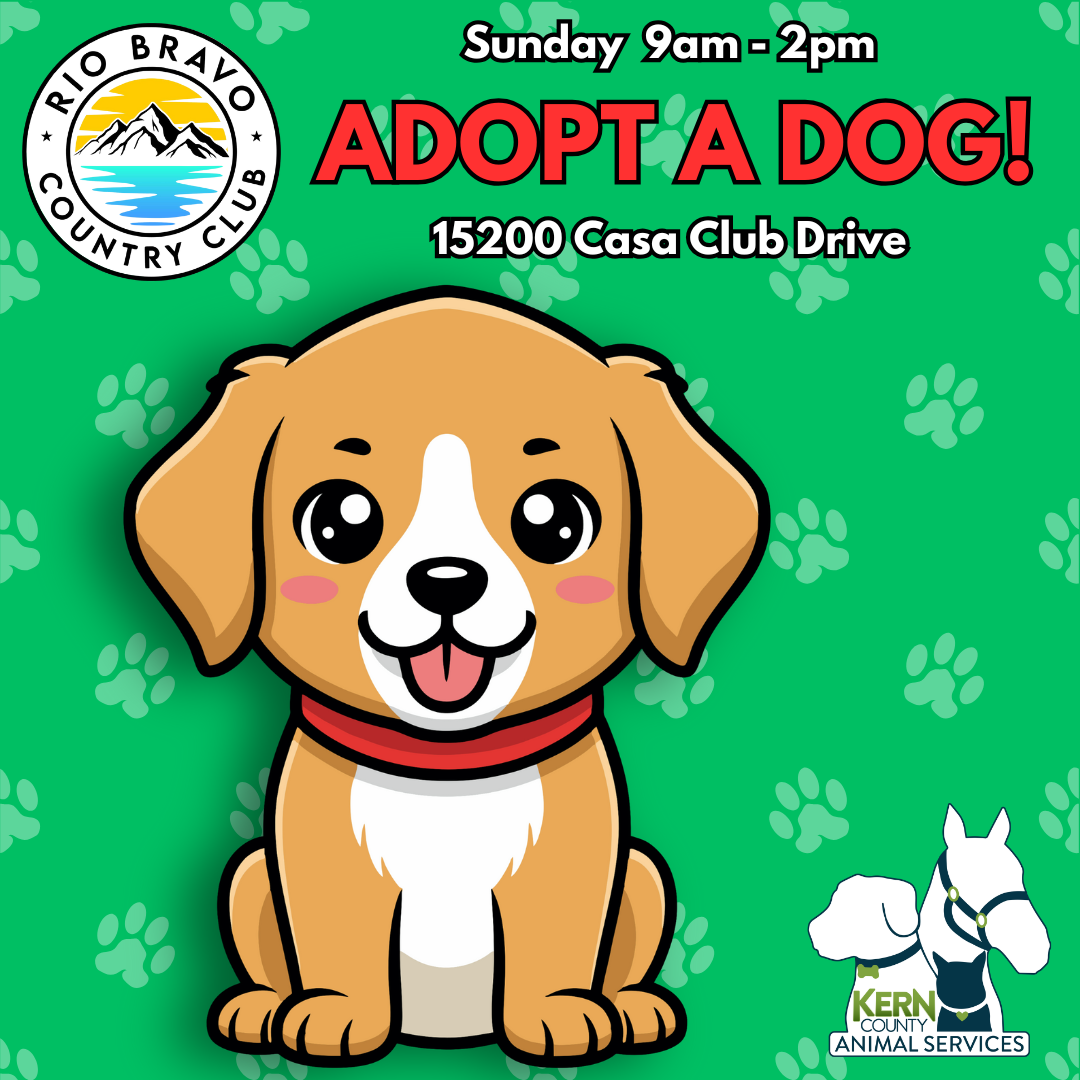 RIO BRAVO
COUNTRY CLUB
Sunday 9am - 2pm
ADOPT A DOG!
15200 Casa Club Drive
KERN
COUNTY
ANIMAL SERVICES